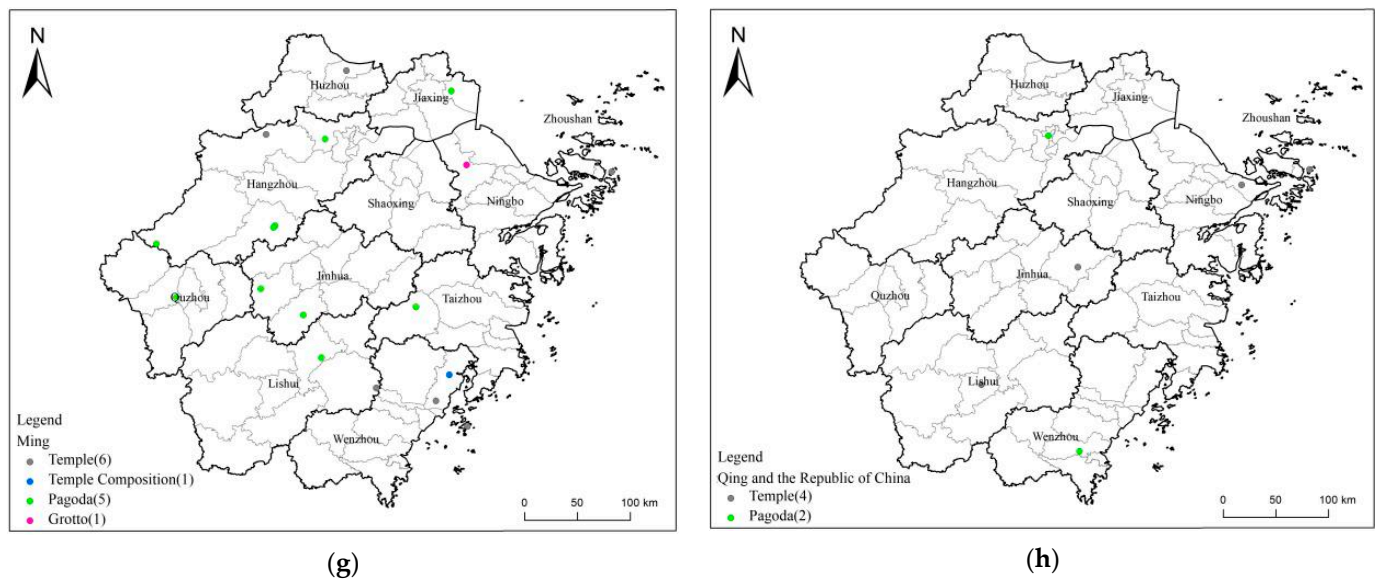 N
Huzhou
Jiaxing
Zhoushan
Hangzhou
Shaoxing
Ningbo
Jinhua
Quzhou
Taizhou
Lishui
Wenzhou
Legend
Ming
Temple(6)
Temple Composition(1)
Pagoda(5)
Grotto(1)
0 50 100 km
(g)
N
Huzhou
Jiaxing
Zhoushan
Hangzhou
Shaoxing
Ningbo
Jinhua
Quzhou
Taizhou
Lishui
Wenzhou
Legend
Qing and the Republic of China
Temple(4)
Pagoda(2)
0 50 100 km
(h)